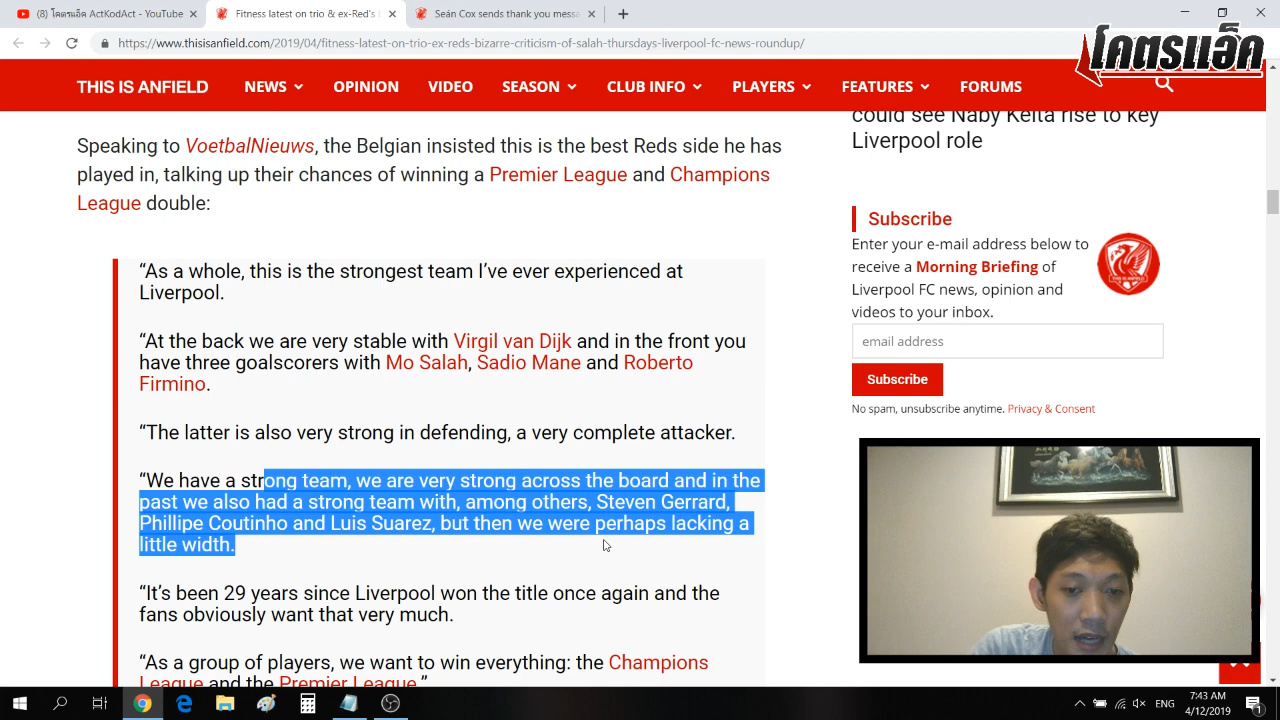 (8) โคตรแอ็ค ActKodAct - YouTube
Fitness latest on trio & ex-Red's L
Seán Cox sends thank you messa
https://www.thisisanfield.com/2019/04/fitness-latest-on-trio-ex-reds-bizarre-criticism-of-salah-thursdays-liverpool-fc-news-roundup/
โคตรแอ็ค
THIS IS ANFIELD
NEWS
OPINION
VIDEO
SEASON
CLUB INFO
PLAYERS
FEATURES
FORUMS
Speaking to VoetbalNieuws, the Belgian insisted this is the best Reds side he has
played in, talking up their chances of winning a Premier League and Champions
League double:
“As a whole, this is the strongest team I’ve ever experienced at
Liverpool.
“At the back we are very stable with Virgil van Dijk and in the front you
have three goalscorers with Mo Salah, Sadio Mane and Roberto
Firmino.
“The latter is also very strong in defending, a very complete attacker.
“We have a strong team, we are very strong across the board and in the
past we also had a strong team with, among others, Steven Gerrard,
Phillipe Coutinho and Luis Suarez, but then we were perhaps lacking a
little width.
“It’s been 29 years since Liverpool won the title once again and the
fans obviously want that very much.
“As a group of players, we want to win everything: the Champions
League and the Premier League.”
could see Naby Keita rise to key
Liverpool role
Subscribe
Enter your e-mail address below to
receive a Morning Briefing of
Liverpool FC news, opinion and
videos to your inbox.
email address
Subscribe
No spam, unsubscribe anytime. Privacy & Consent
ENG
7:43 AM
4/12/2019
1